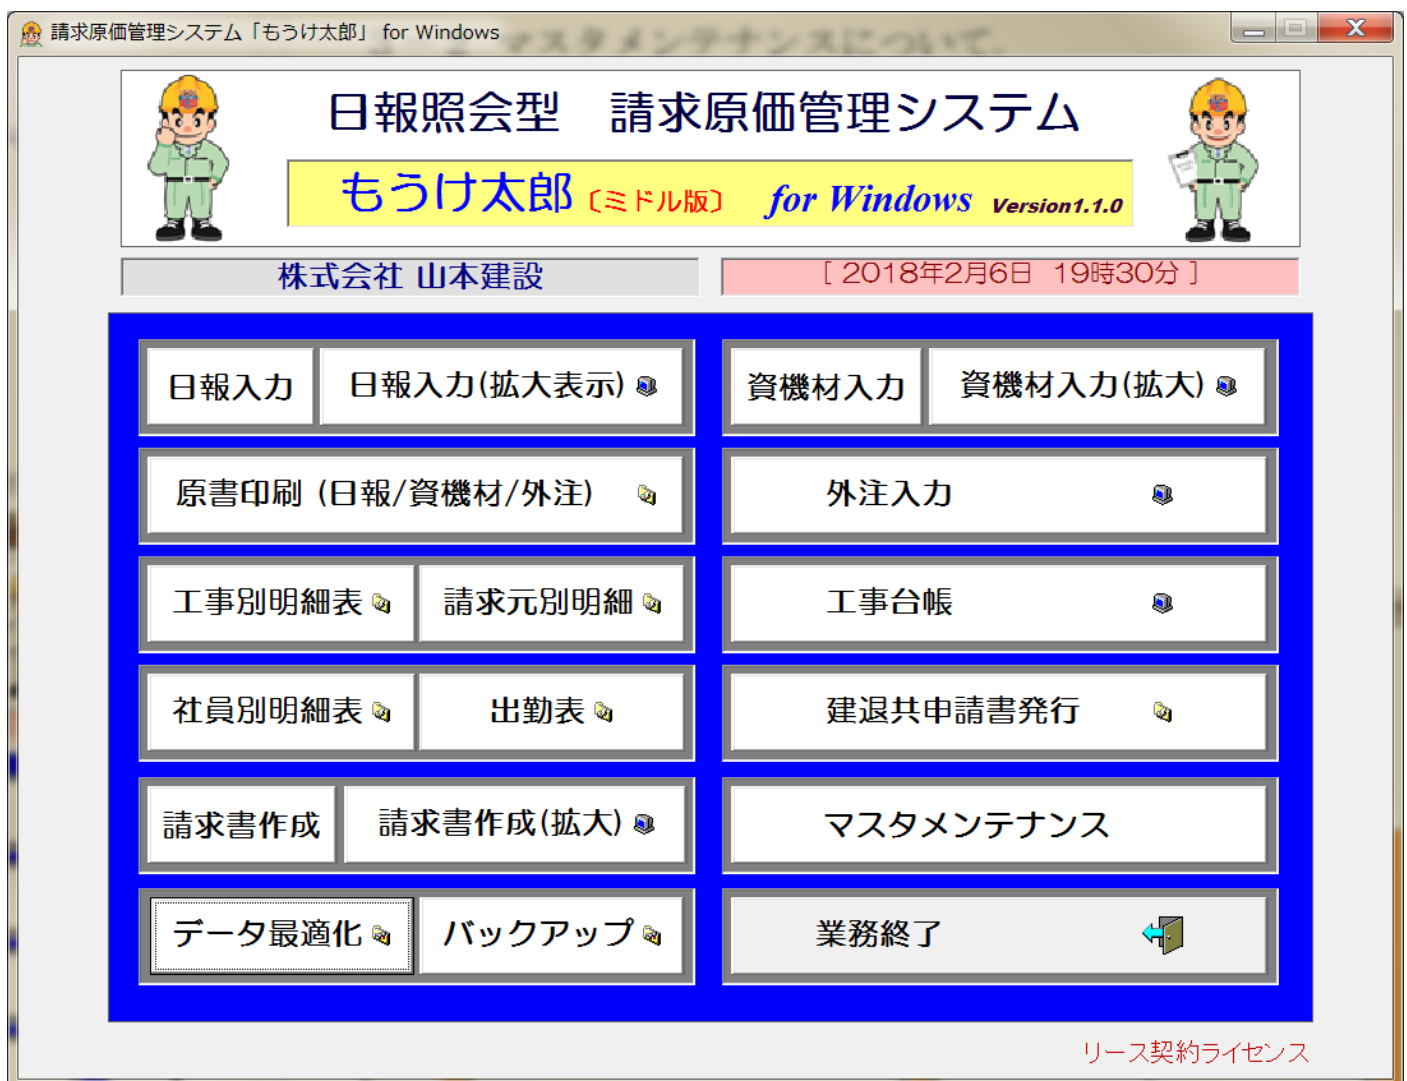 請求原価管理システム「もうけ太郎」 for Windows
日報照会型 請求原価管理システム
もうけ太郎〔ミドル版〕 for Windows Version1.1.0
株式会社 山本建設
[ 2018年2月6日 19時30分 ]
日報入力 日報入力(拡大表示)
資機材入力 資機材入力(拡大)
原書印刷 (日報/資機材/外注)
外注入力
工事別明細表 請求元別明細
工事台帳
社員別明細表 出勤表
建退共申請書発行
請求書作成 請求書作成(拡大)
マスタメンテナンス
データ最適化 バックアップ
業務終了
リース契約ライセンス